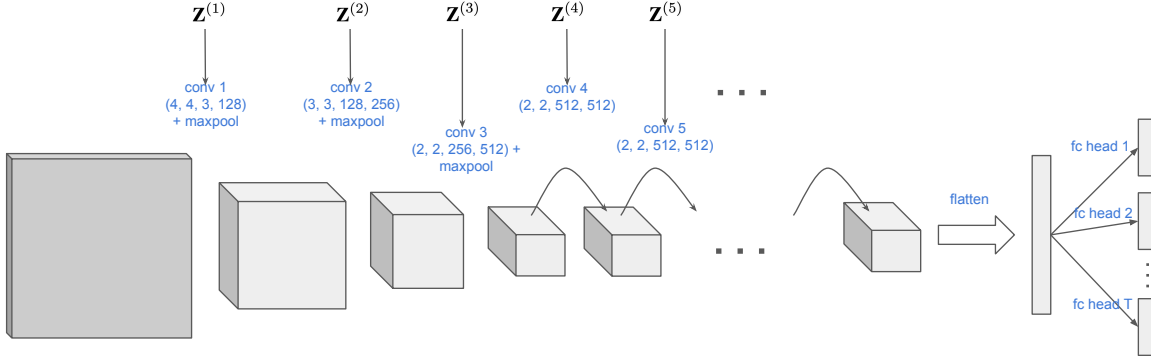 Z(1)
Z(2)
Z(3)
Z(4)
Z(5)
conv 1
(4, 4, 3, 128)
+ maxpool
conv 2
(3, 3, 128, 256)
+ maxpool
conv 3
(2, 2, 256, 512) +
maxpool
conv 4
(2, 2, 512, 512)
conv 5
(2, 2, 512, 512)
. . .
. . .
flatten
fc head 1
fc head 2
...
fc head T